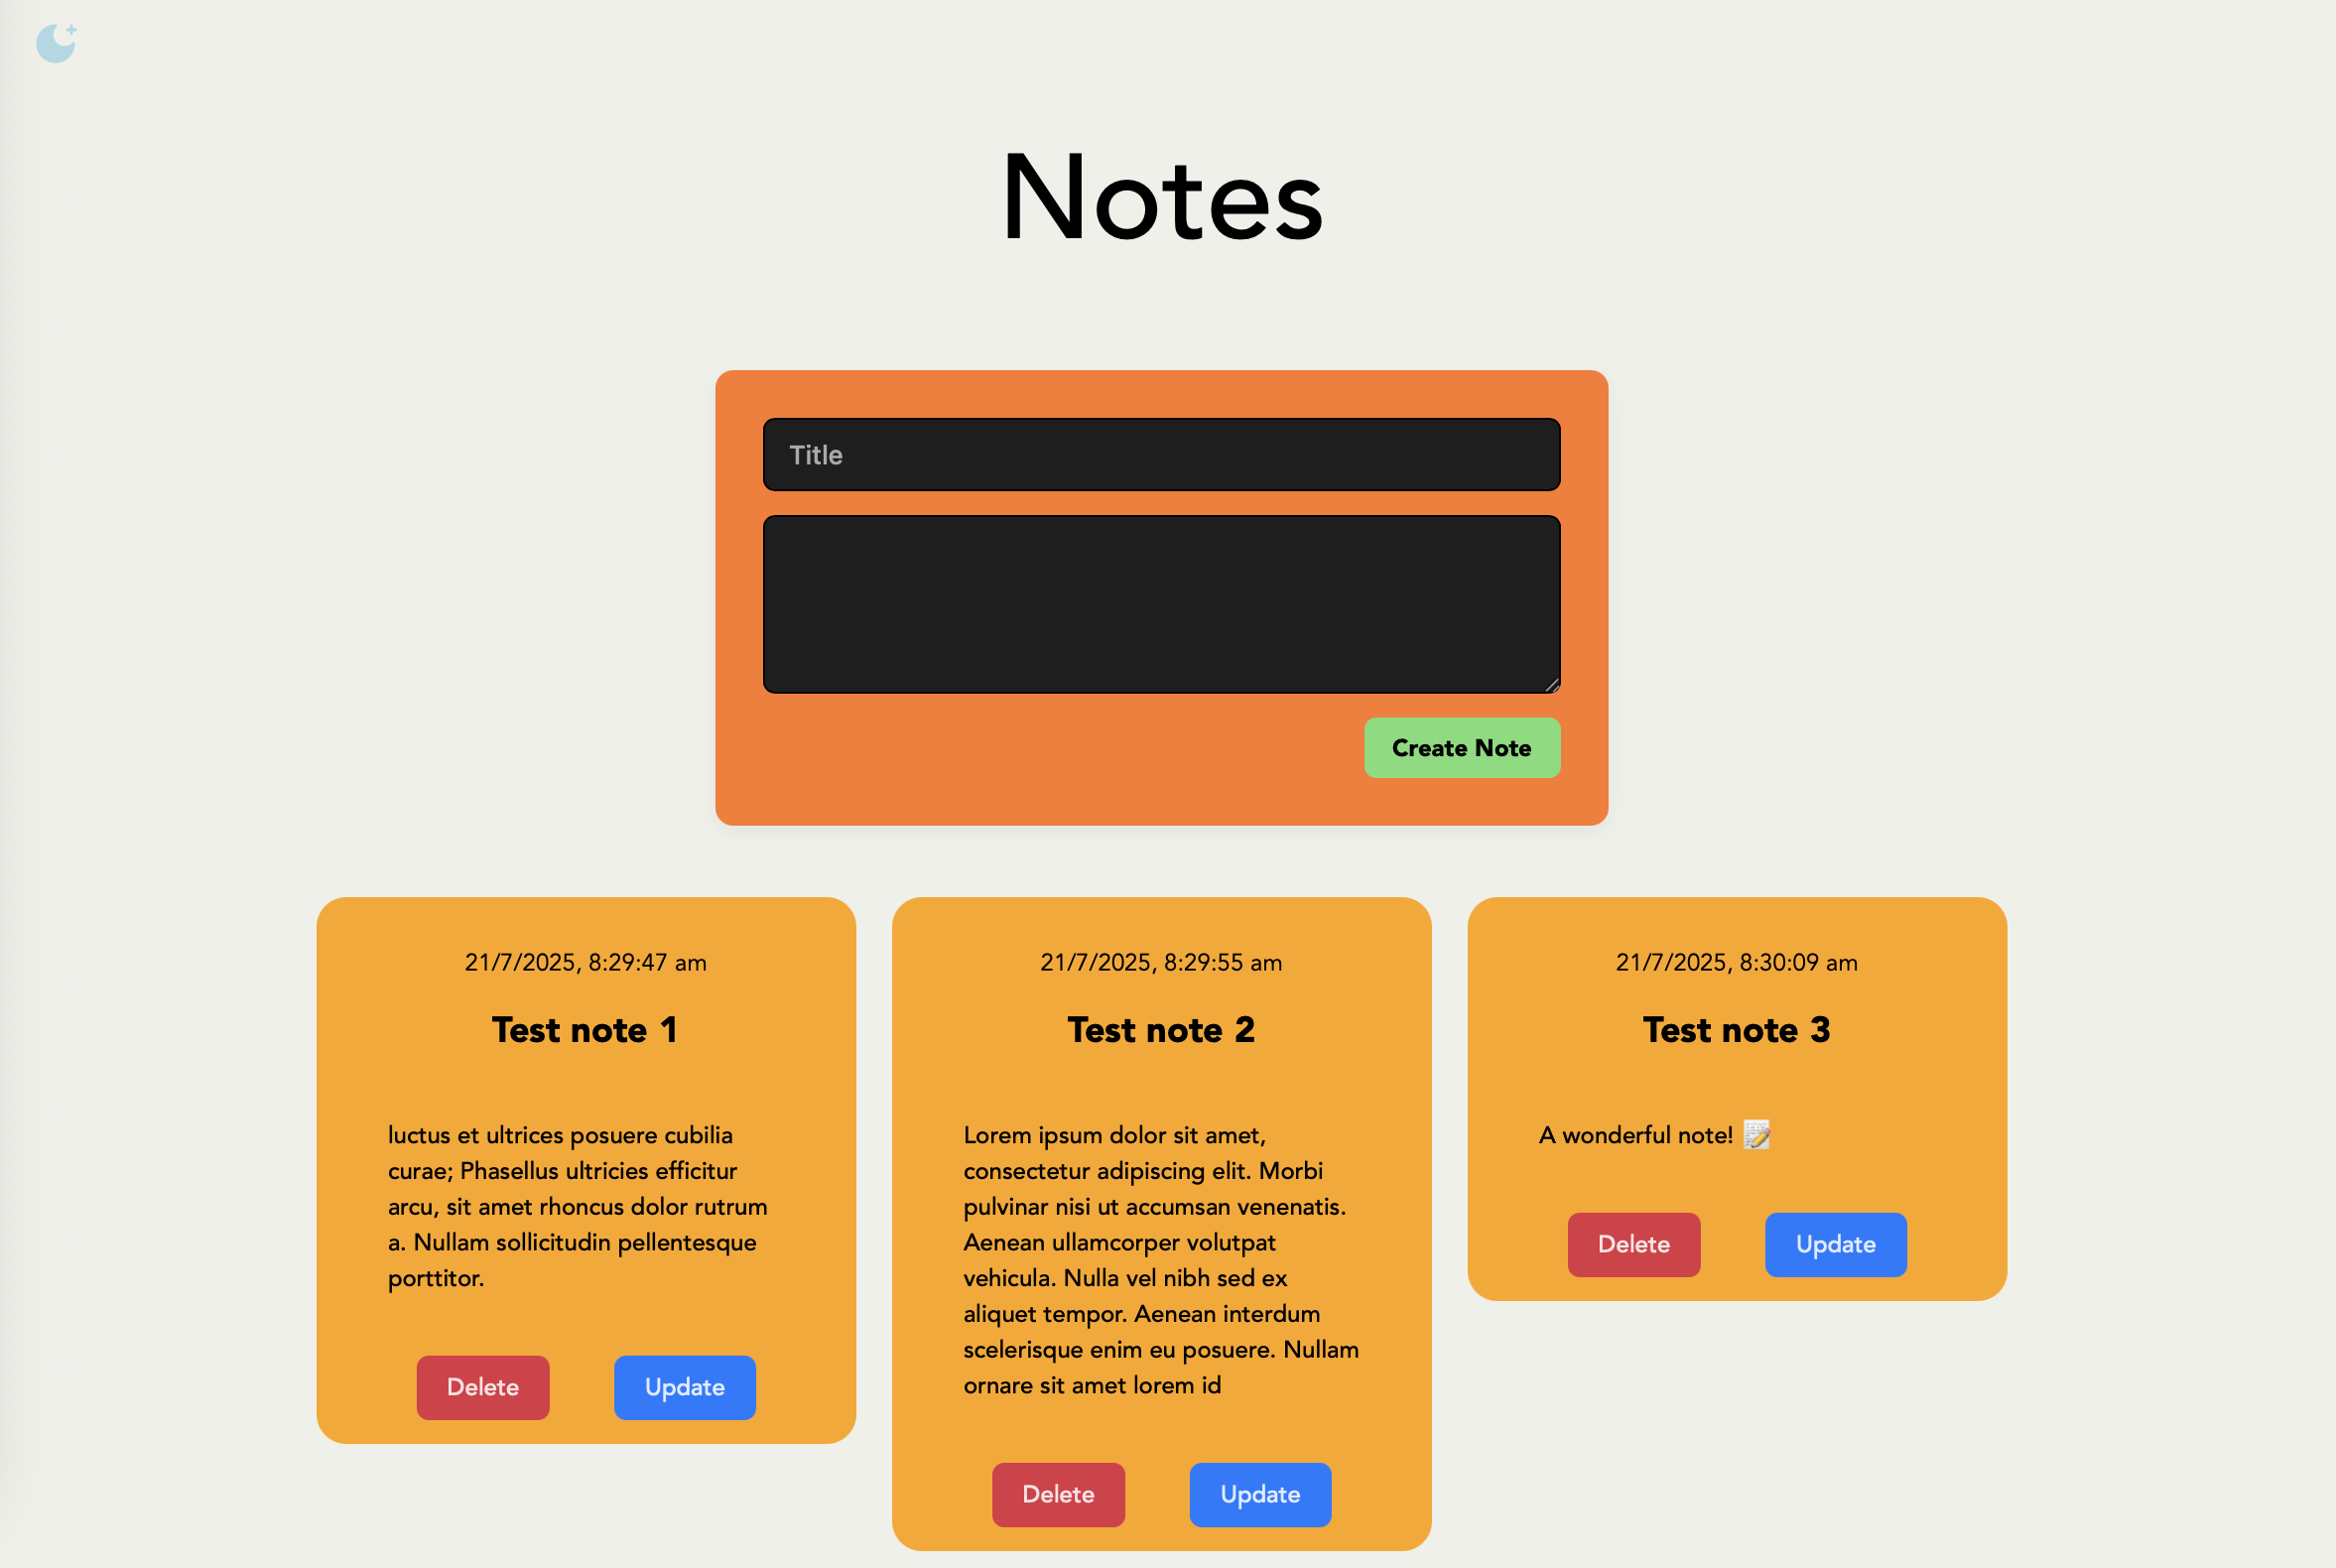 Notes
Title
Create Note
21/7/2025, 8:29:47 am
Test note 1
luctus et ultrices posuere cubilia
curae; Phasellus ultricies efficitur
arcu, sit amet rhoncus dolor rutrum
a. Nullam sollicitudin pellentesque
porttitor.
Delete
Update
21/7/2025, 8:29:55 am
Test note 2
Lorem ipsum dolor sit amet,
consectetur adipiscing elit. Morbi
pulvinar nisi ut accumsan venenatis.
Aenean ullamcorper volutpat
vehicula. Nulla vel nibh sed ex
aliquet tempor. Aenean interdum
scelerisque enim eu posuere. Nullam
ornare sit amet lorem id
Delete
Update
21/7/2025, 8:30:09 am
Test note 3
A wonderful note! 📝
Delete
Update